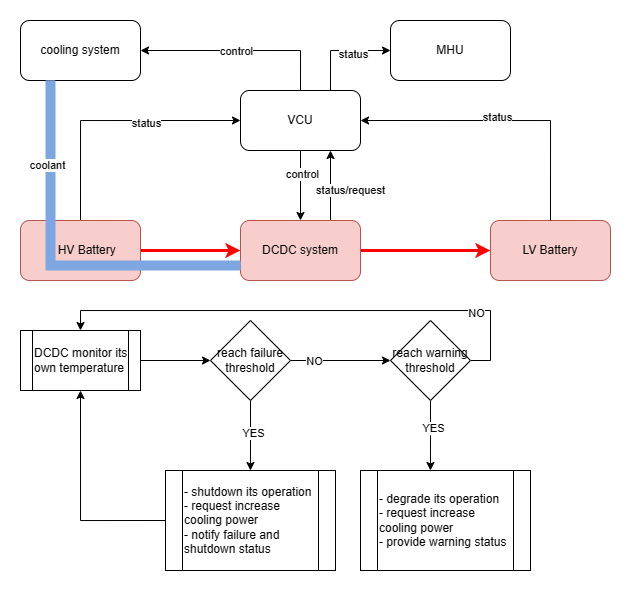 cooling system
control
status
MHU
VCU
status
status
coolant
control
status/request
HV Battery
DCDC system
LV Battery
NO
DCDC monitor its
own temperature
reach failure
threshold
NO
reach warning
threshold
YES
YES
- shutdown its operation
- request increase
cooling power
- notify failure and
shutdown status
- degrade its operation
- request increase
cooling power
- provide warning status